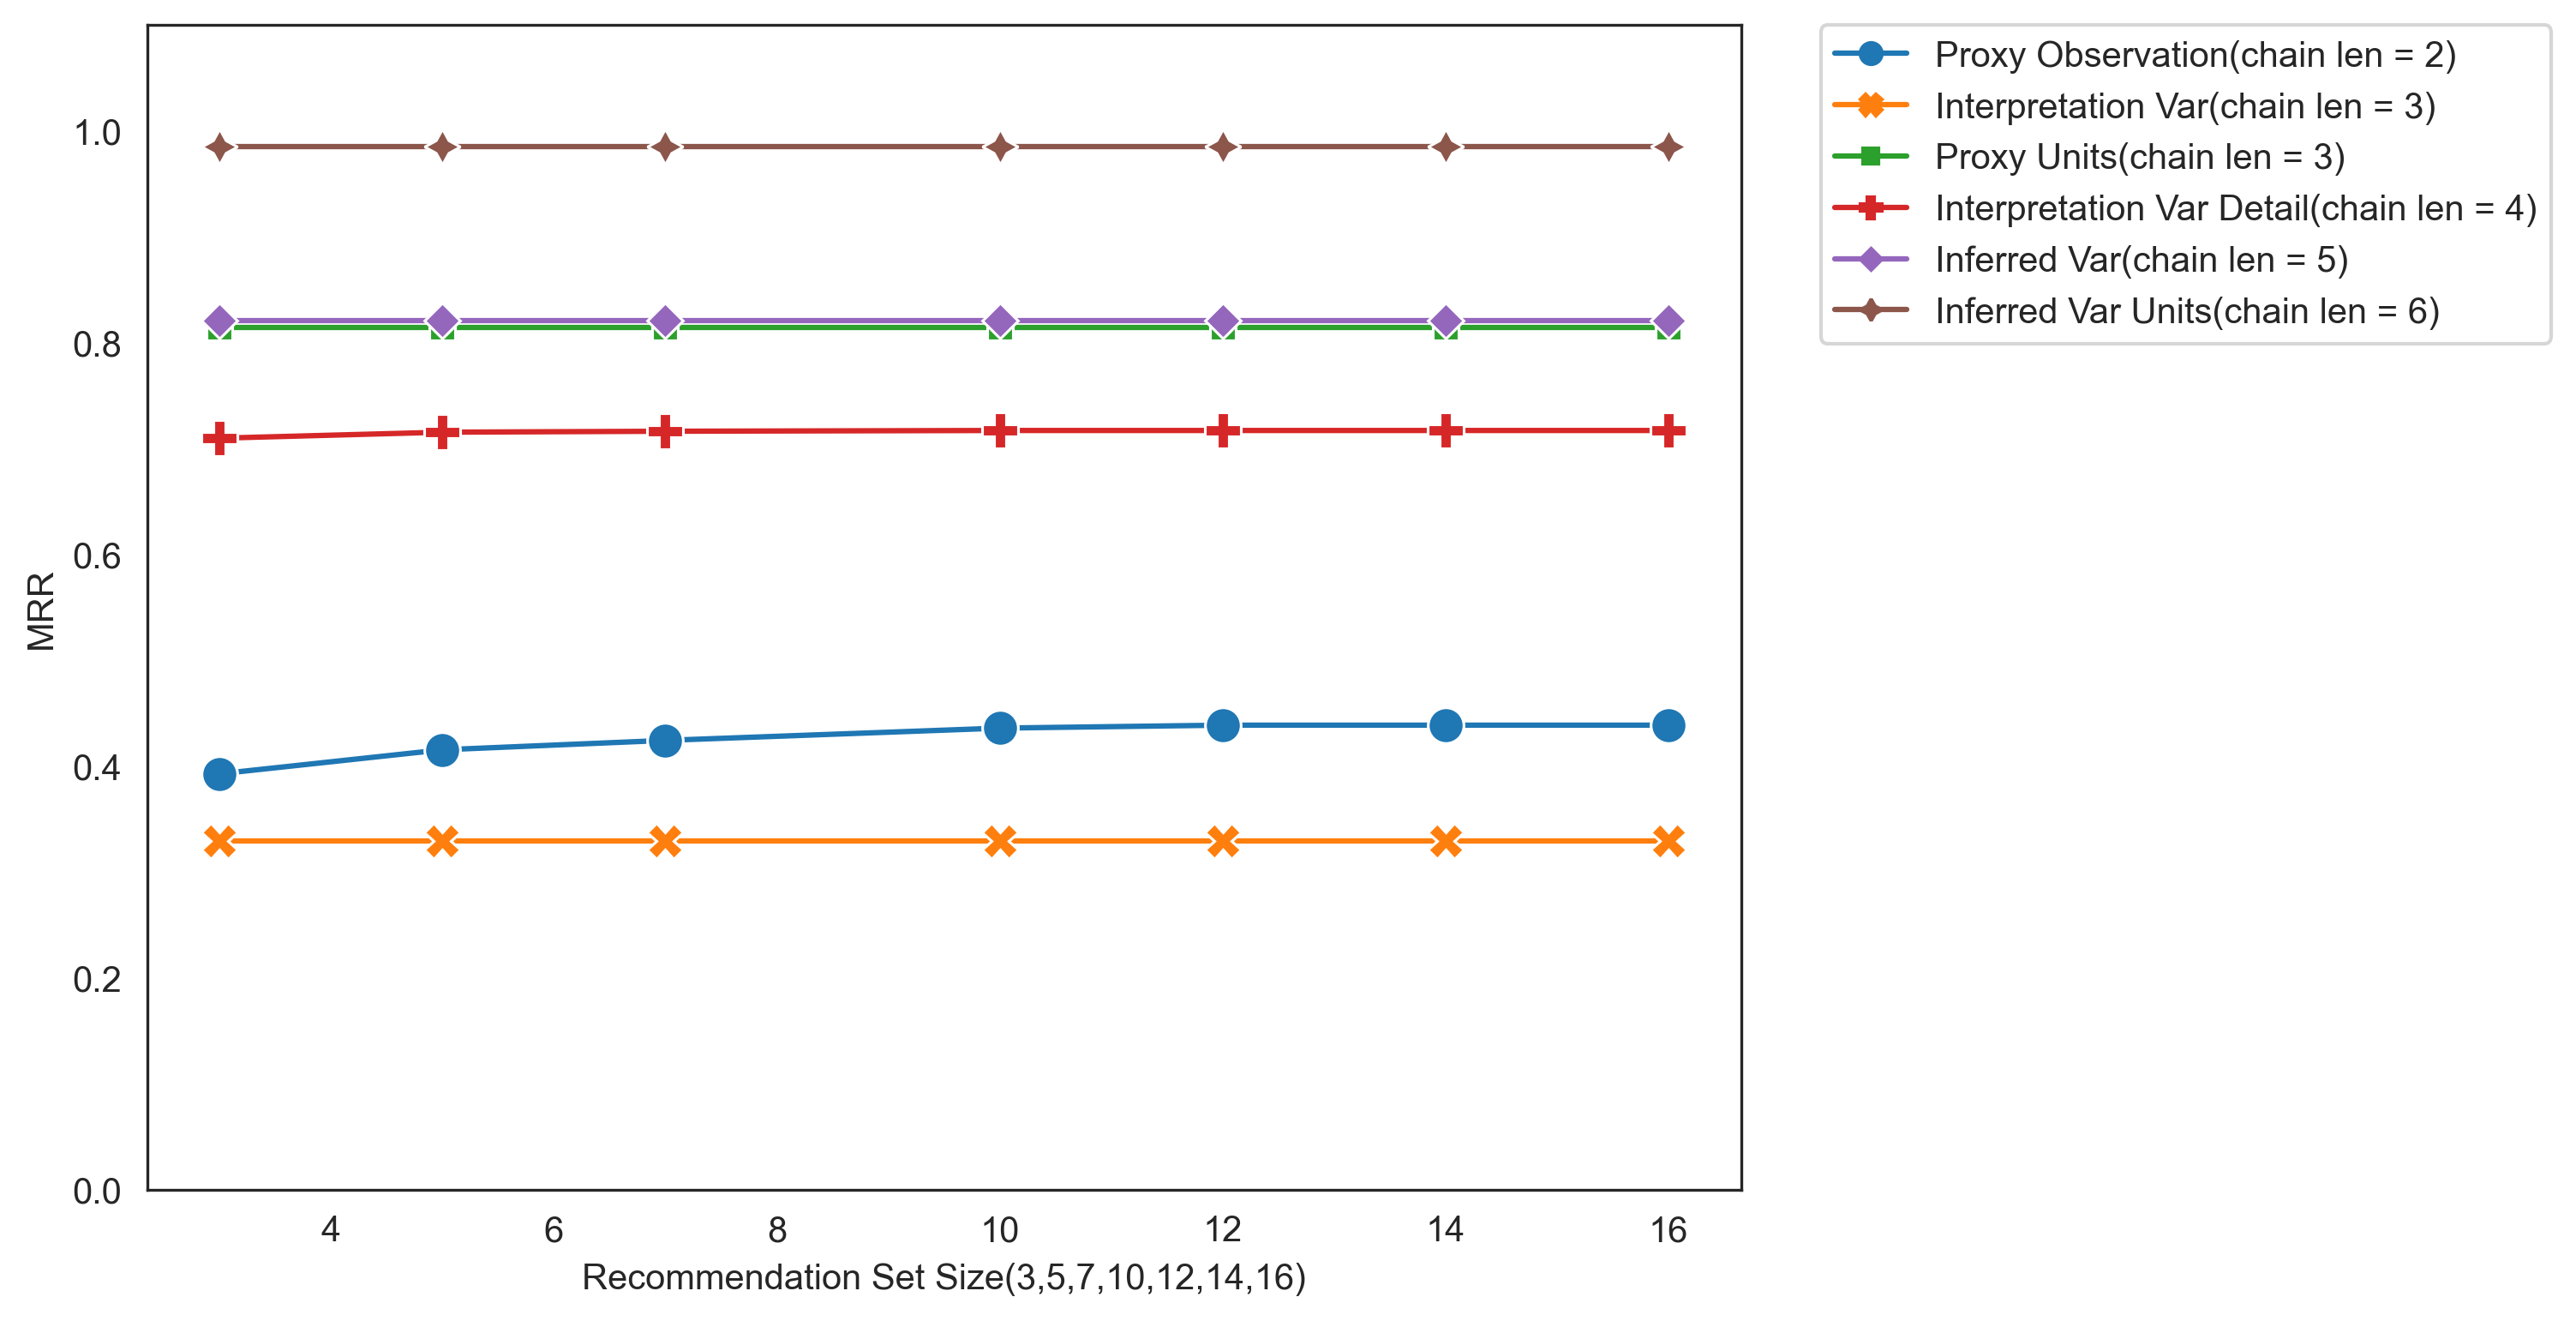 MRR
1.0
0.8
0.6
0.4
0.2
0.0
4 6 8 10 12 14 16
Recommendation Set Size(3,5,7,10,12,14,16)
Proxy Observation(chain len = 2)
Interpretation Var(chain len = 3)
Proxy Units(chain len = 3)
Interpretation Var Detail(chain len = 4)
Inferred Var(chain len = 5)
Inferred Var Units(chain len = 6)